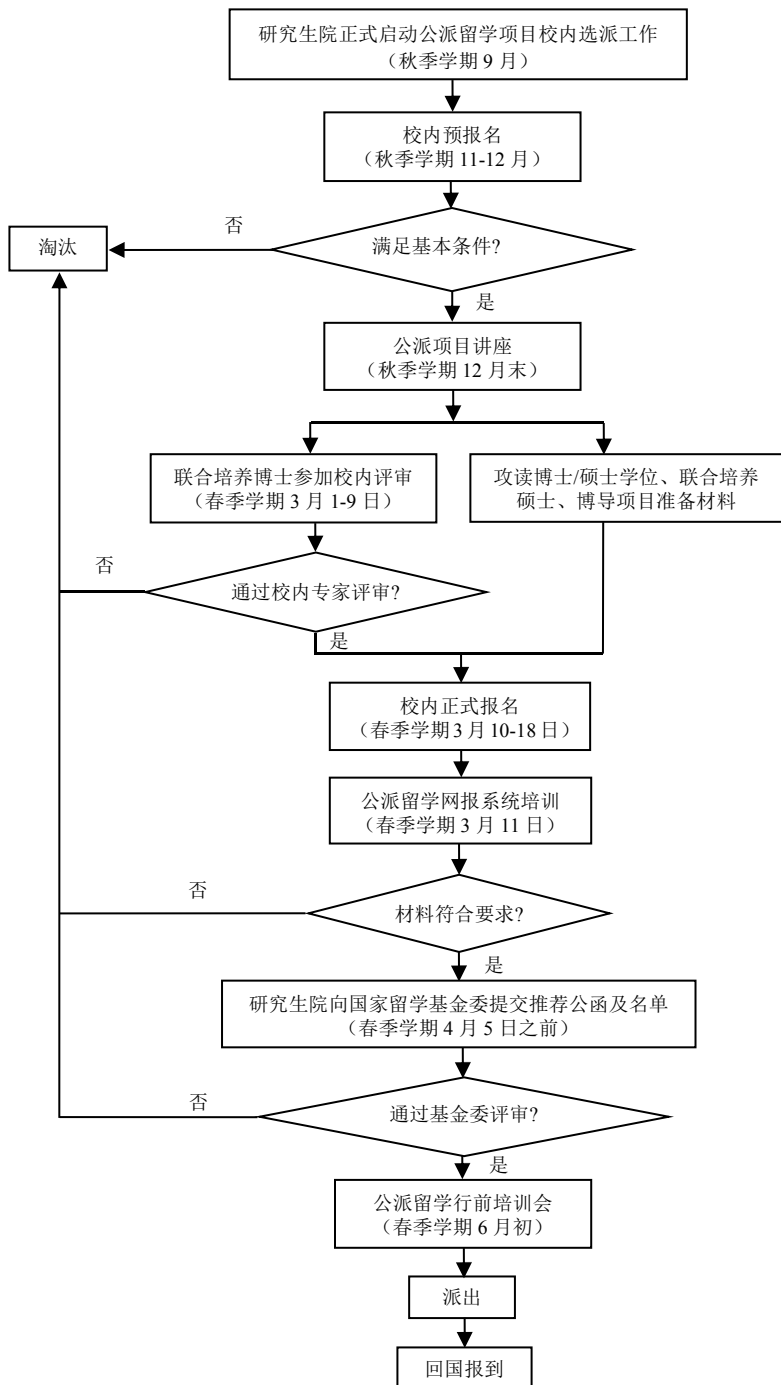 研究生院正式启动公派留学项目校内选派工作
（秋季学期 9 月）
校内预报名
（秋季学期 11-12 月）
否
淘汰
满足基本条件?
是
公派项目讲座
（秋季学期 12 月末）
联合培养博士参加校内评审
（春季学期 3 月 1-9 日）
攻读博士/硕士学位、联合培养
硕士、博导项目准备材料
否
通过校内专家评审?
是
校内正式报名
（春季学期 3 月 10-18 日）
公派留学网报系统培训
（春季学期 3 月 11 日）
否
材料符合要求?
是
研究生院向国家留学基金委提交推荐公函及名单
（春季学期 4 月 5 日之前）
否
通过基金委评审?
是
公派留学行前培训会
（春季学期 6 月初）
派出
回国报到